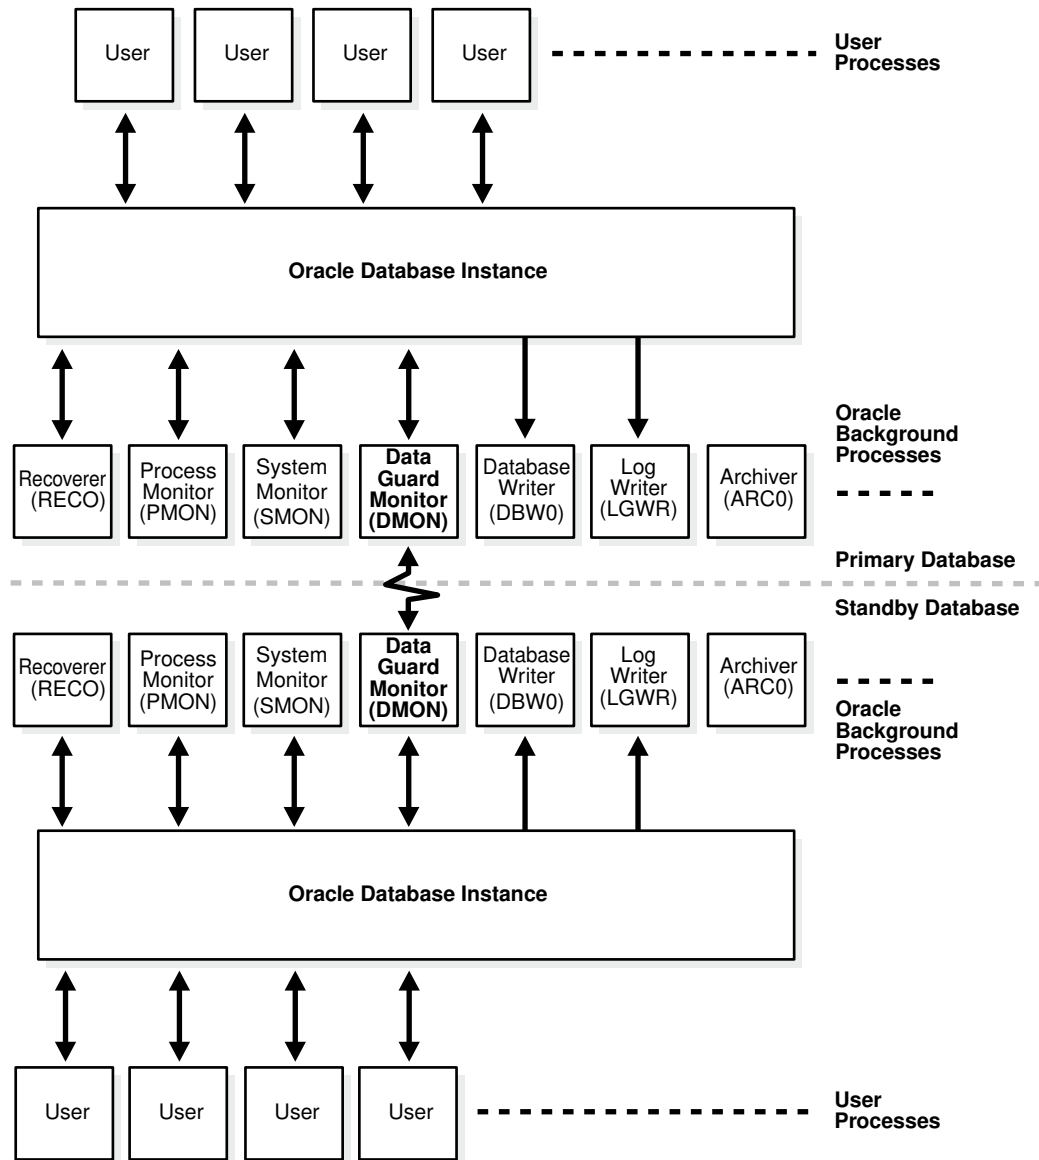 User User User User
User
Processes
Oracle Database Instance
Oracle
Background
Processes
Recoverer
(RECO)
Process
Monitor
(PMON)
System
Monitor
(SMON)
Data
Guard
Monitor
(DMON)
Database
Writer
(DBW0)
Log
Writer
(LGWR)
Archiver
(ARC0)
Primary Database
Standby Database
Recoverer
(RECO)
Process
Monitor
(PMON)
System
Monitor
(SMON)
Data
Guard
Monitor
(DMON)
Database
Writer
(DBW0)
Log
Writer
(LGWR)
Archiver
(ARC0)
Oracle
Background
Processes
Oracle Database Instance
User User User User
User
Processes